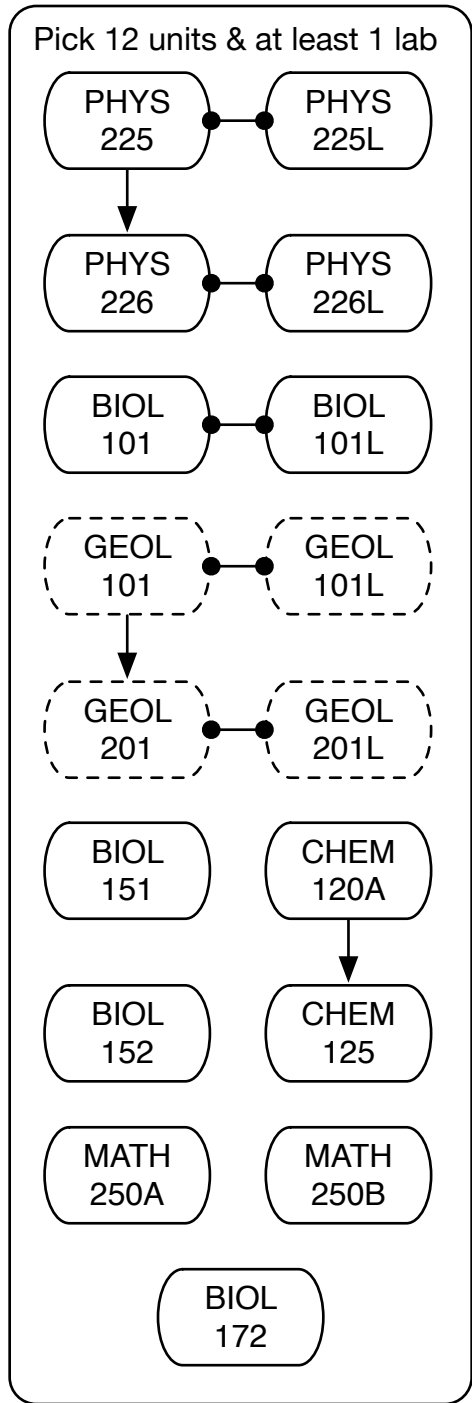 Pick 12 units & at least 1 lab
PHYS
225
PHYS
225L
PHYS
226
PHYS
226L
BIOL
101
BIOL
101L
GEOL
101
GEOL
101L
GEOL
201
GEOL
201L
BIOL
151
CHEM
120A
BIOL
152
CHEM
125
MATH
250A
MATH
250B
BIOL
172